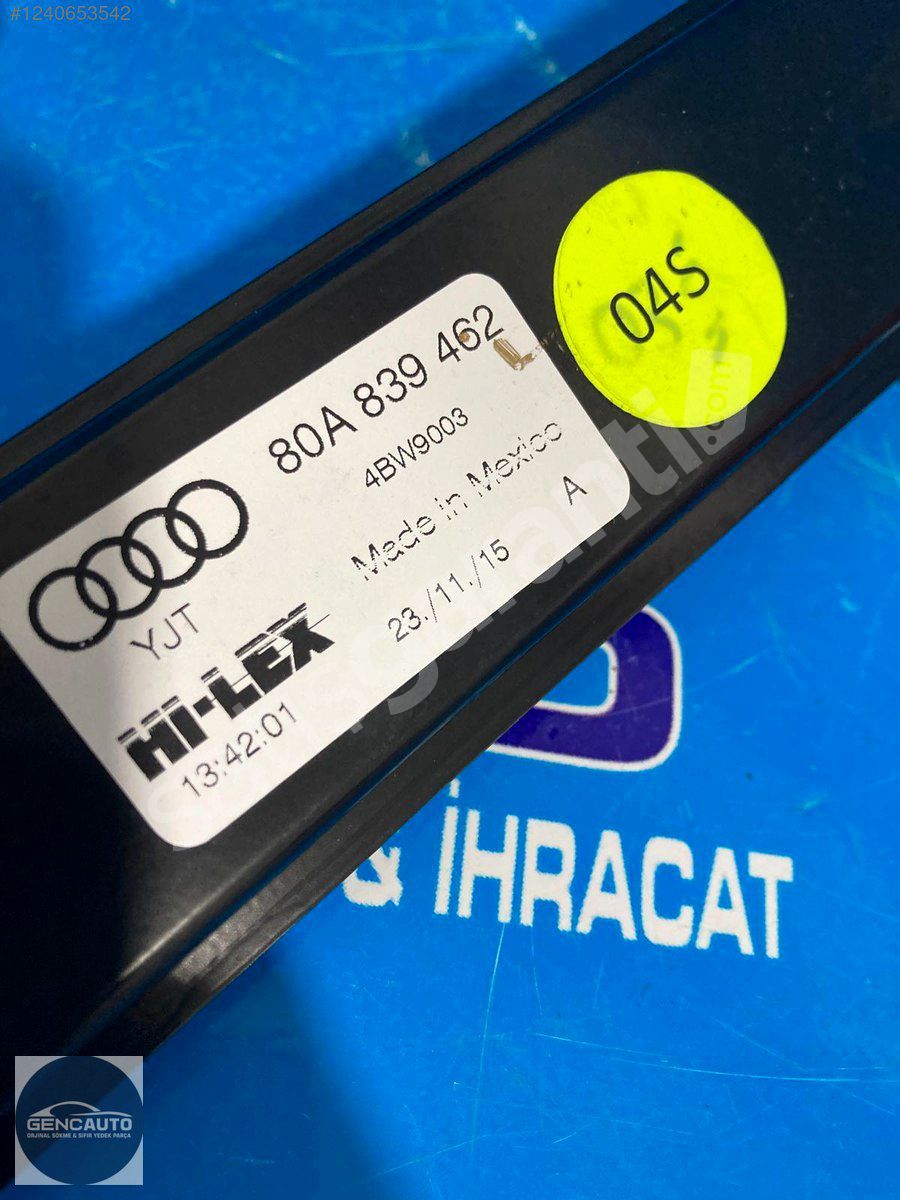 #1240653542
04S
80A 839 462
4BW9003
Made in Mexico
YJT
23./11./15
A
HI-LEX
13:42:01
& İHRACAT
GENCAUTO
ORJİNAL SÖKME & SIFIR YEDEK PARÇA